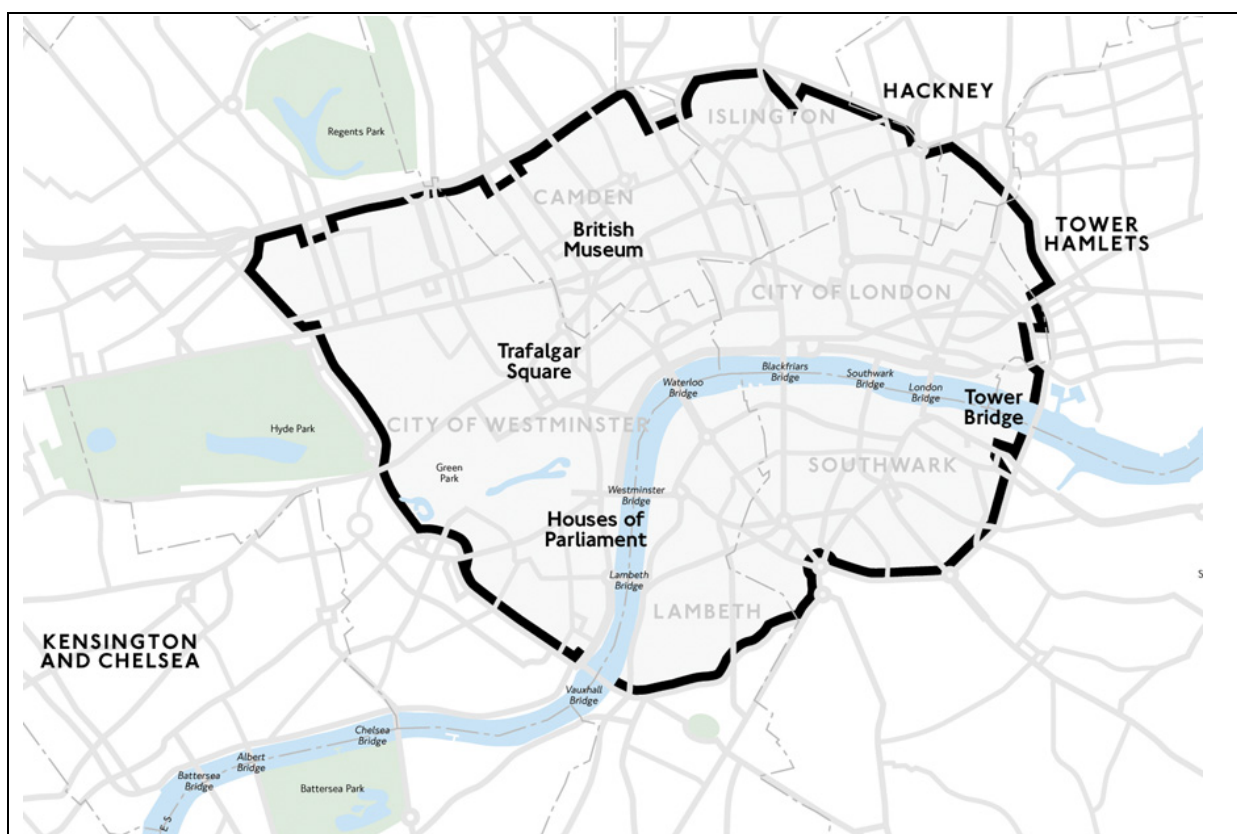 HACKNEY
ISLINGTON
Regents Park
CAMDEN
TOWER
HAMLETS
British
Museum
CITY OF LONDON
Trafalgar
Square
Blackfriars
Bridge
Southwark
Bridge
Waterloo
Bridge
London
Bridge
Tower
Bridge
Hyde Park
CITY OF WESTMINSTER
Green
Park
SOUTHWARK
Westminster
Bridge
Houses of
Parliament
Lambeth
Bridge
S
LAMBETH
KENSINGTON
AND CHELSEA
Vauxhall
Bridge
Chelsea
Bridge
Albert
Bridge
Battersea
Bridge
Battersea Park
E S